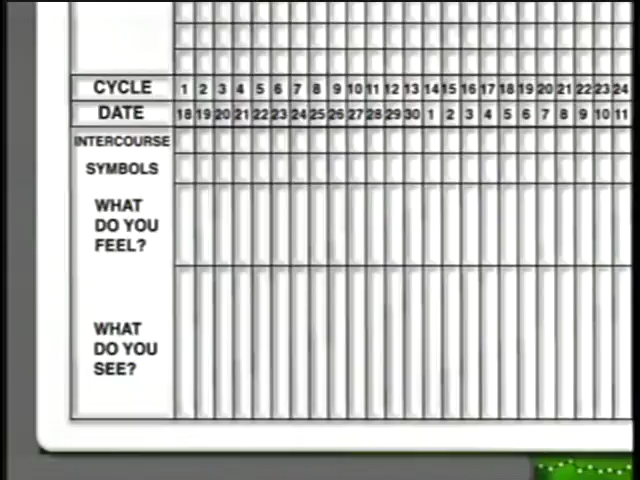 CYCLE 1 2 3 4 5 6 7 8 9 10 11 12 13 14 15 16 17 18 19 20 21 22 23 24
DATE 18 19 20 21 22 23 24 25 26 27 28 29 30 1 2 3 4 5 6 7 8 9 10 11
INTERCOURSE
SYMBOLS
WHAT
DO YOU
FEEL?
WHAT
DO YOU
SEE?